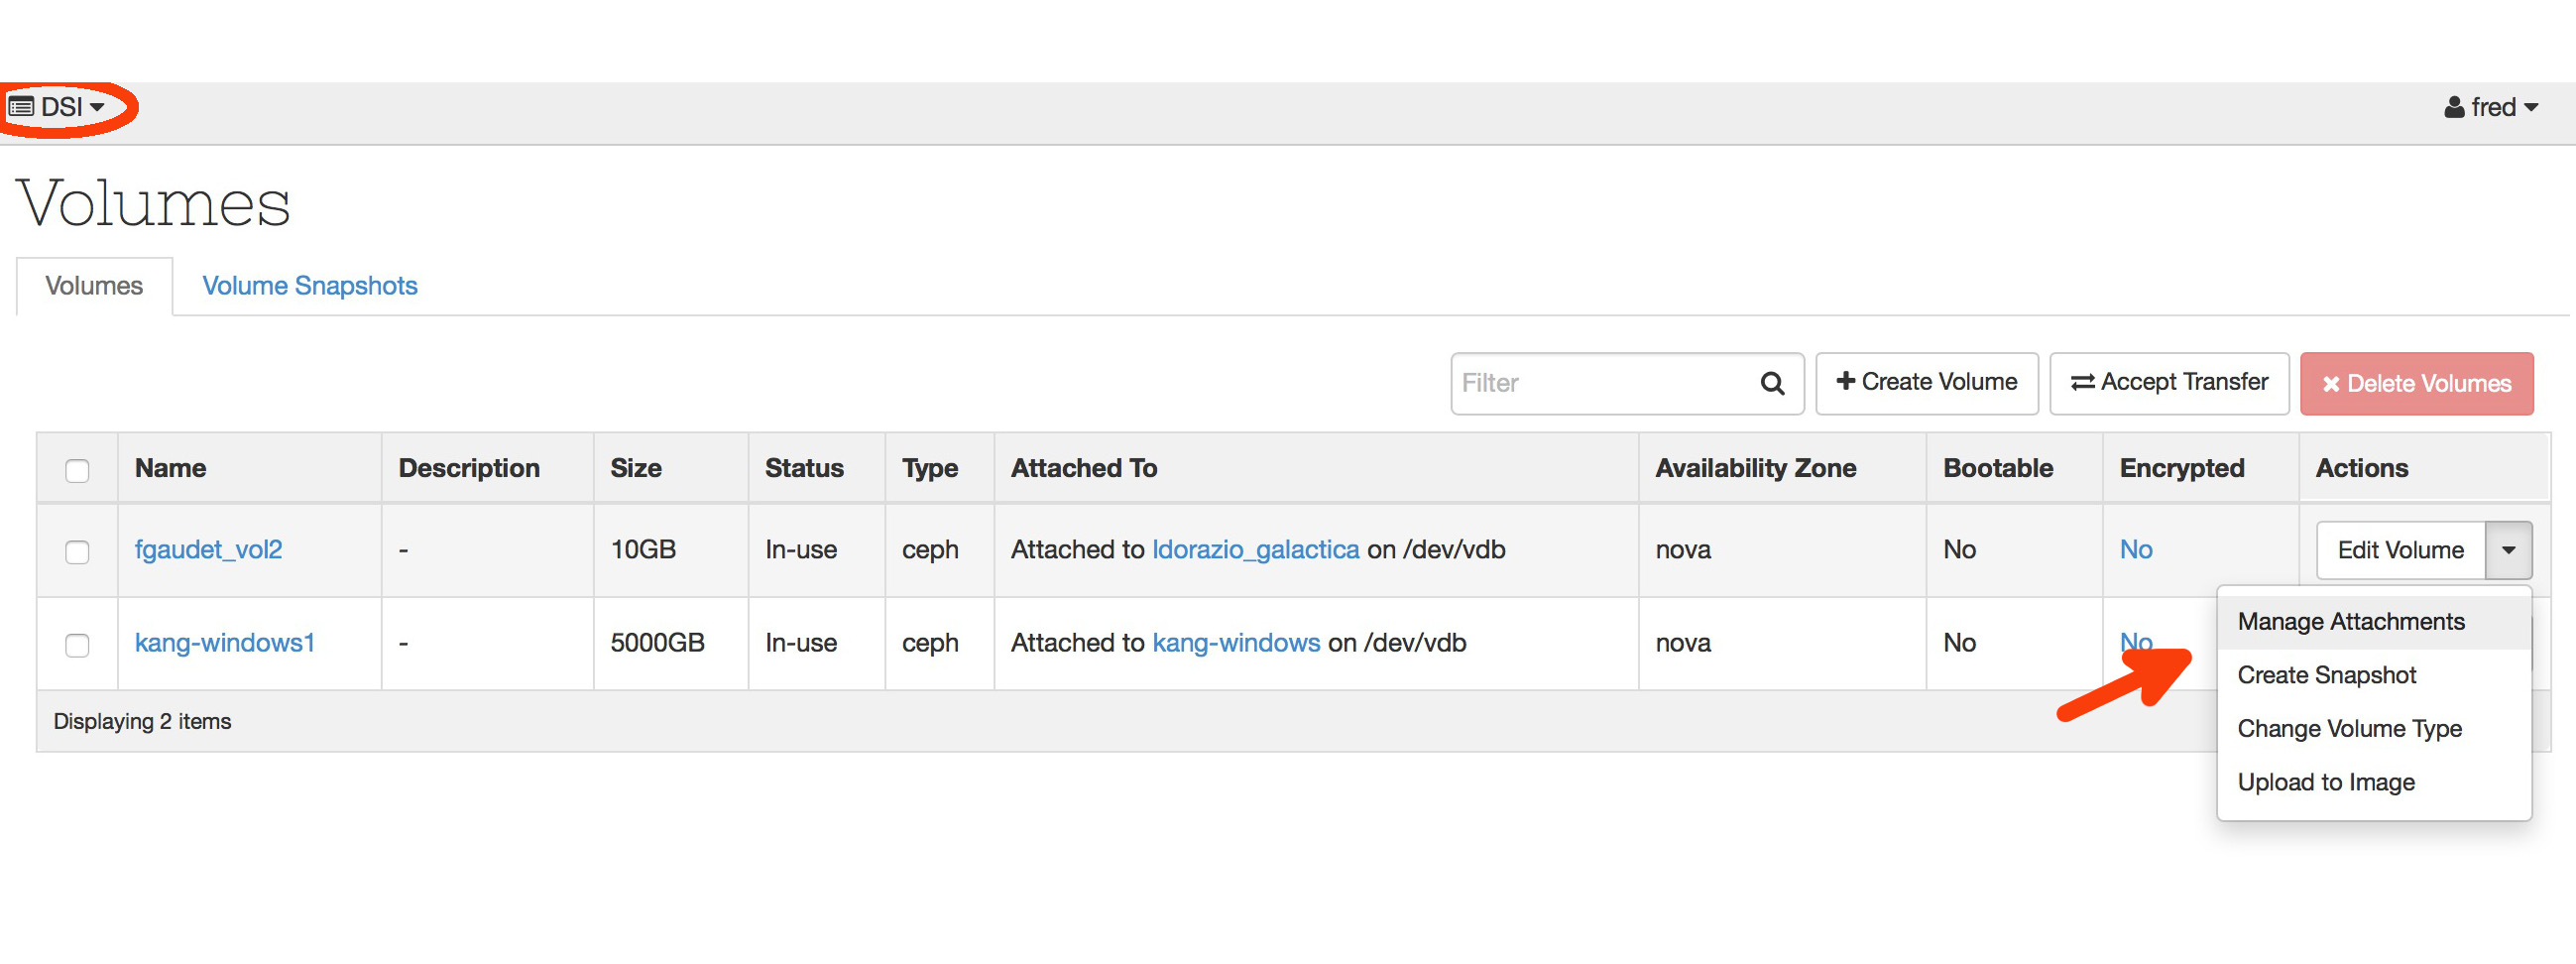 DSI
fred
Volumes
Volumes Volume Snapshots
Filter Create Volume Accept Transfer Delete Volumes
Name Description Size Status Type Attached To Availability Zone Bootable Encrypted Actions
fgaudet_vol2 - 10GB In-use ceph Attached to ldorazio_galactica on /dev/vdb nova No No Edit Volume
kang-windows1 - 5000GB In-use ceph Attached to kang-windows on /dev/vdb nova No No
Displaying 2 items
Manage Attachments
Create Snapshot
Change Volume Type
Upload to Image